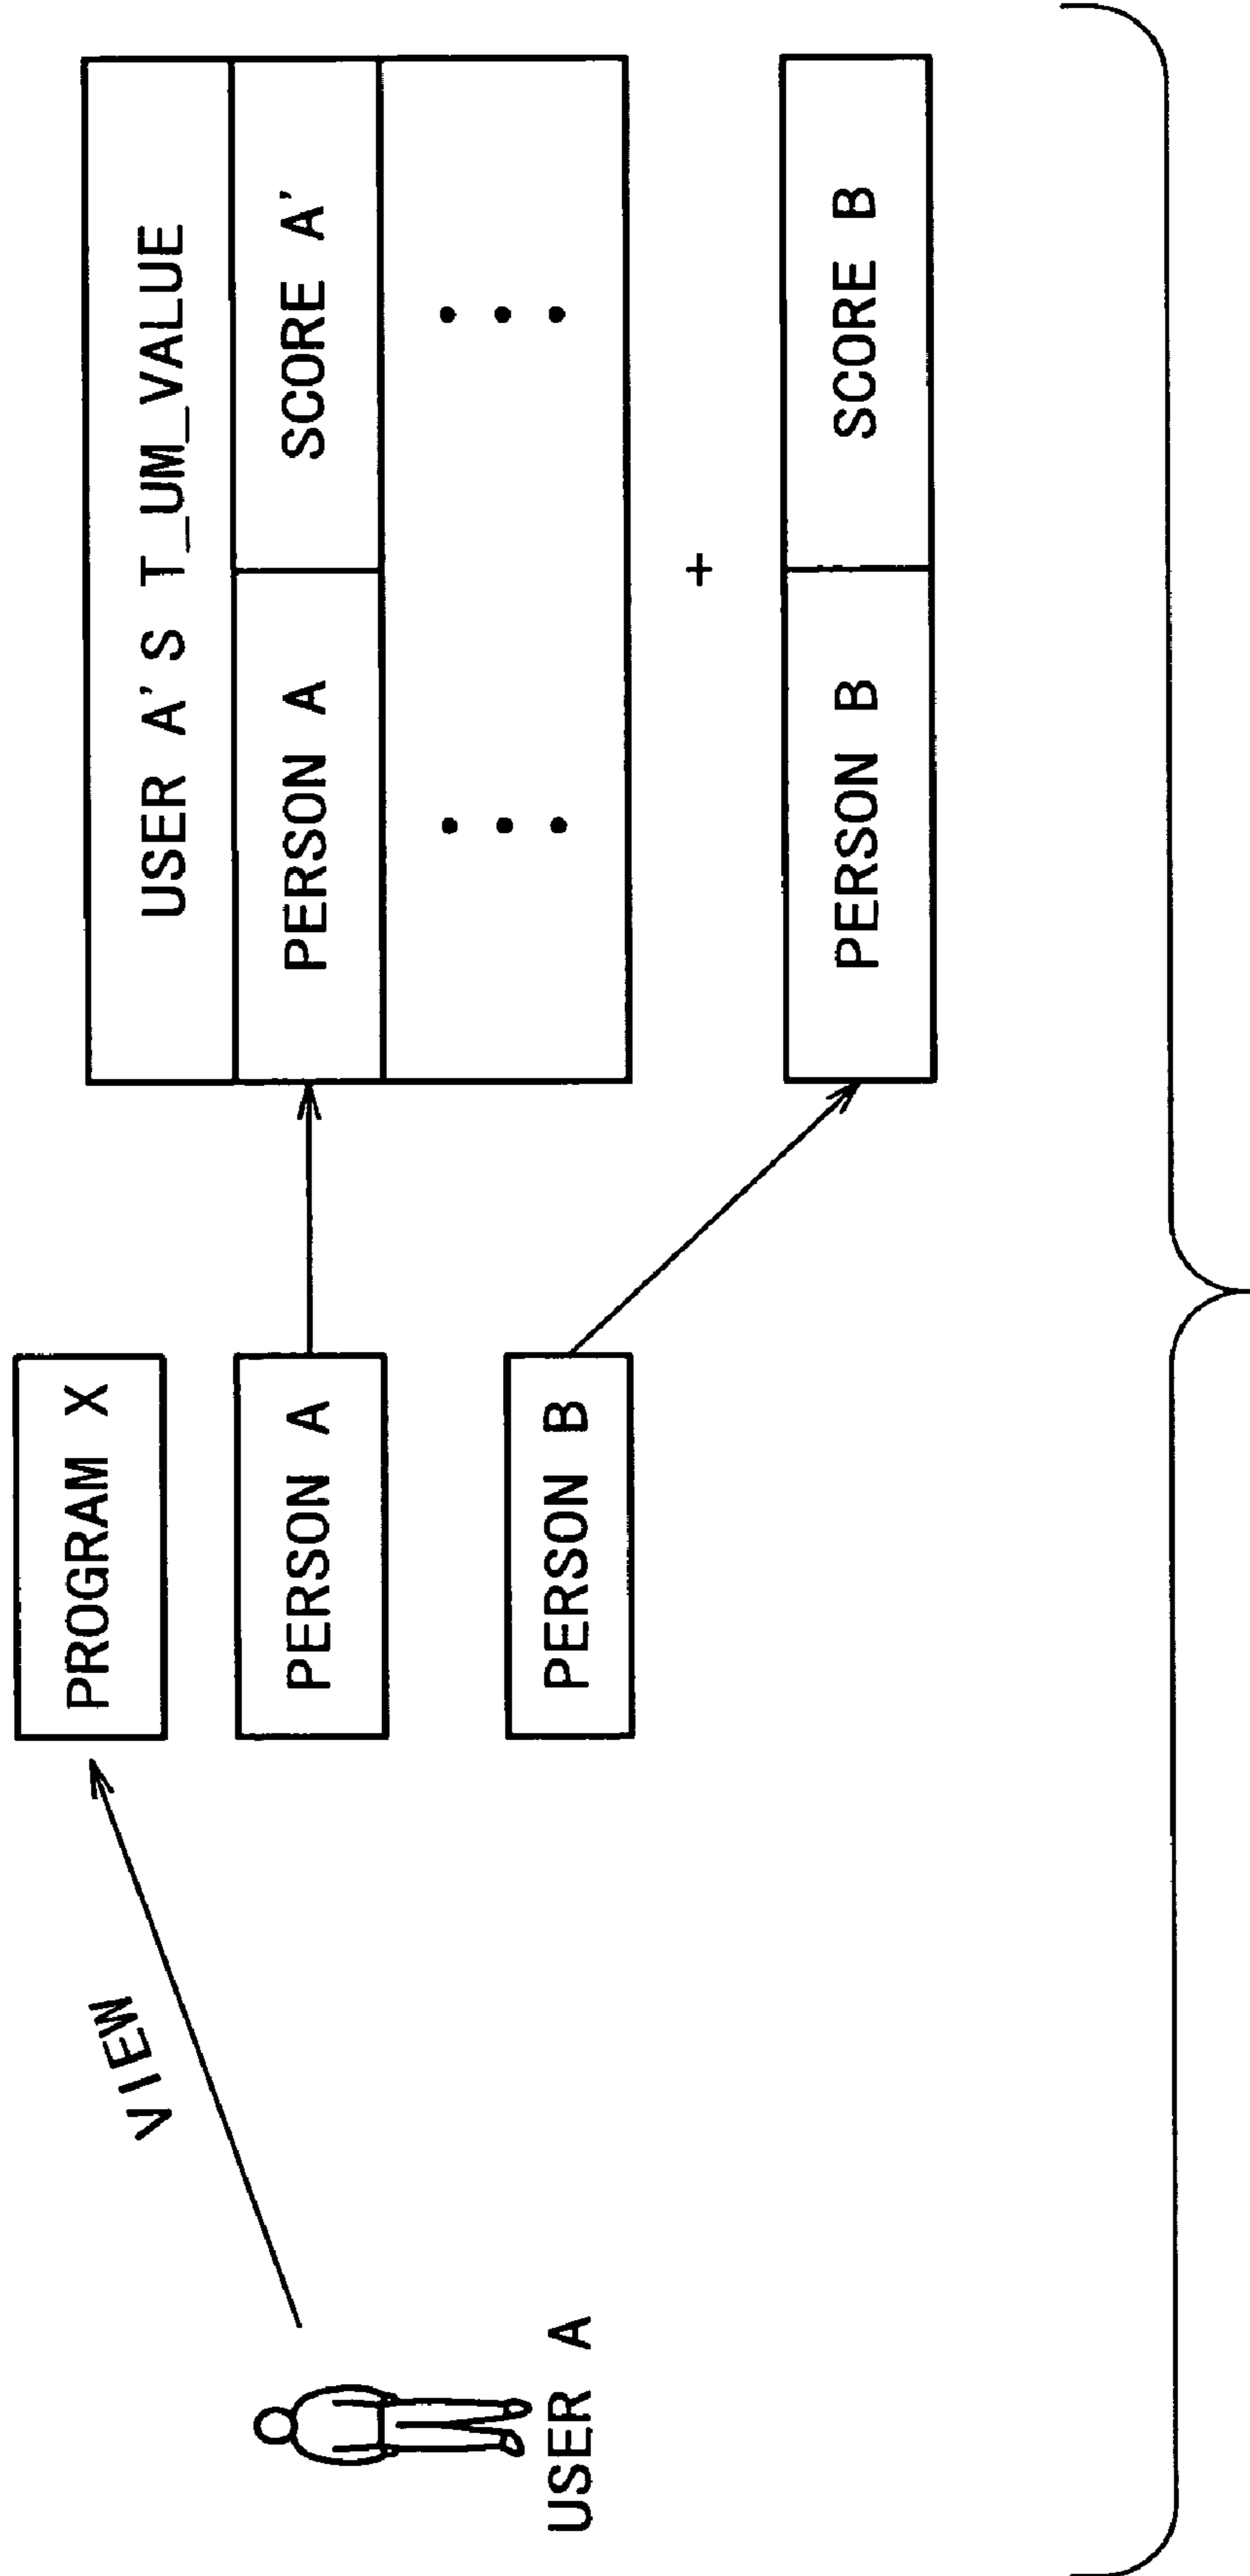 USER A
VIEW
PROGRAM X
PERSON A
PERSON B
USER A'S T_UM_VALUE
PERSON A SCORE A'
+
PERSON B SCORE B